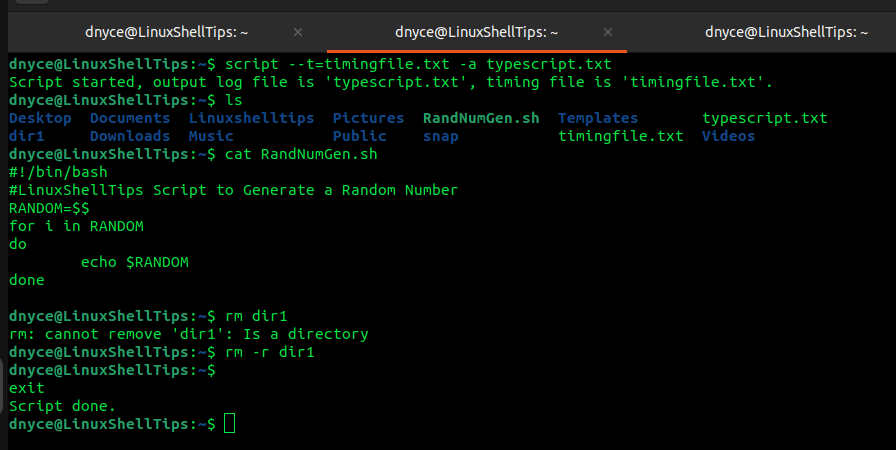 dnyce@LinuxShellTips: ~ × dnyce@LinuxShellTips: ~ × dnyce@LinuxShellTips: ~
dnyce@LinuxShellTips:~$ script --t=timingfile.txt -a typescript.txt
Script started, output log file is 'typescript.txt', timing file is 'timingfile.txt'.
dnyce@LinuxShellTips:~$ ls
Desktop  Documents  Linuxshelltips  Pictures  RandNumGen.sh  Templates       typescript.txt
dir1     Downloads  Music           Public    snap           timingfile.txt  Videos
dnyce@LinuxShellTips:~$ cat RandNumGen.sh
#!/bin/bash
#LinuxShellTips Script to Generate a Random Number
RANDOM=$$
for i in RANDOM
do
        echo $RANDOM
done
dnyce@LinuxShellTips:~$ rm dir1
rm: cannot remove 'dir1': Is a directory
dnyce@LinuxShellTips:~$ rm -r dir1
dnyce@LinuxShellTips:~$
exit
Script done.
dnyce@LinuxShellTips:~$